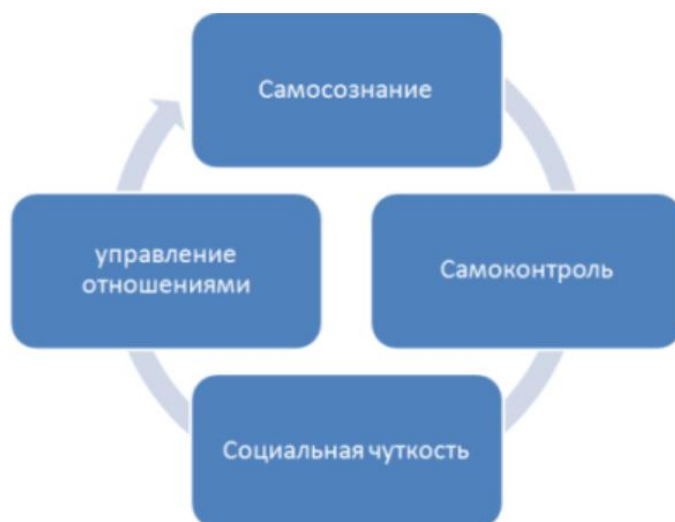 Самосознание
Самоконтроль
Социальная чуткость
управление
отношениями